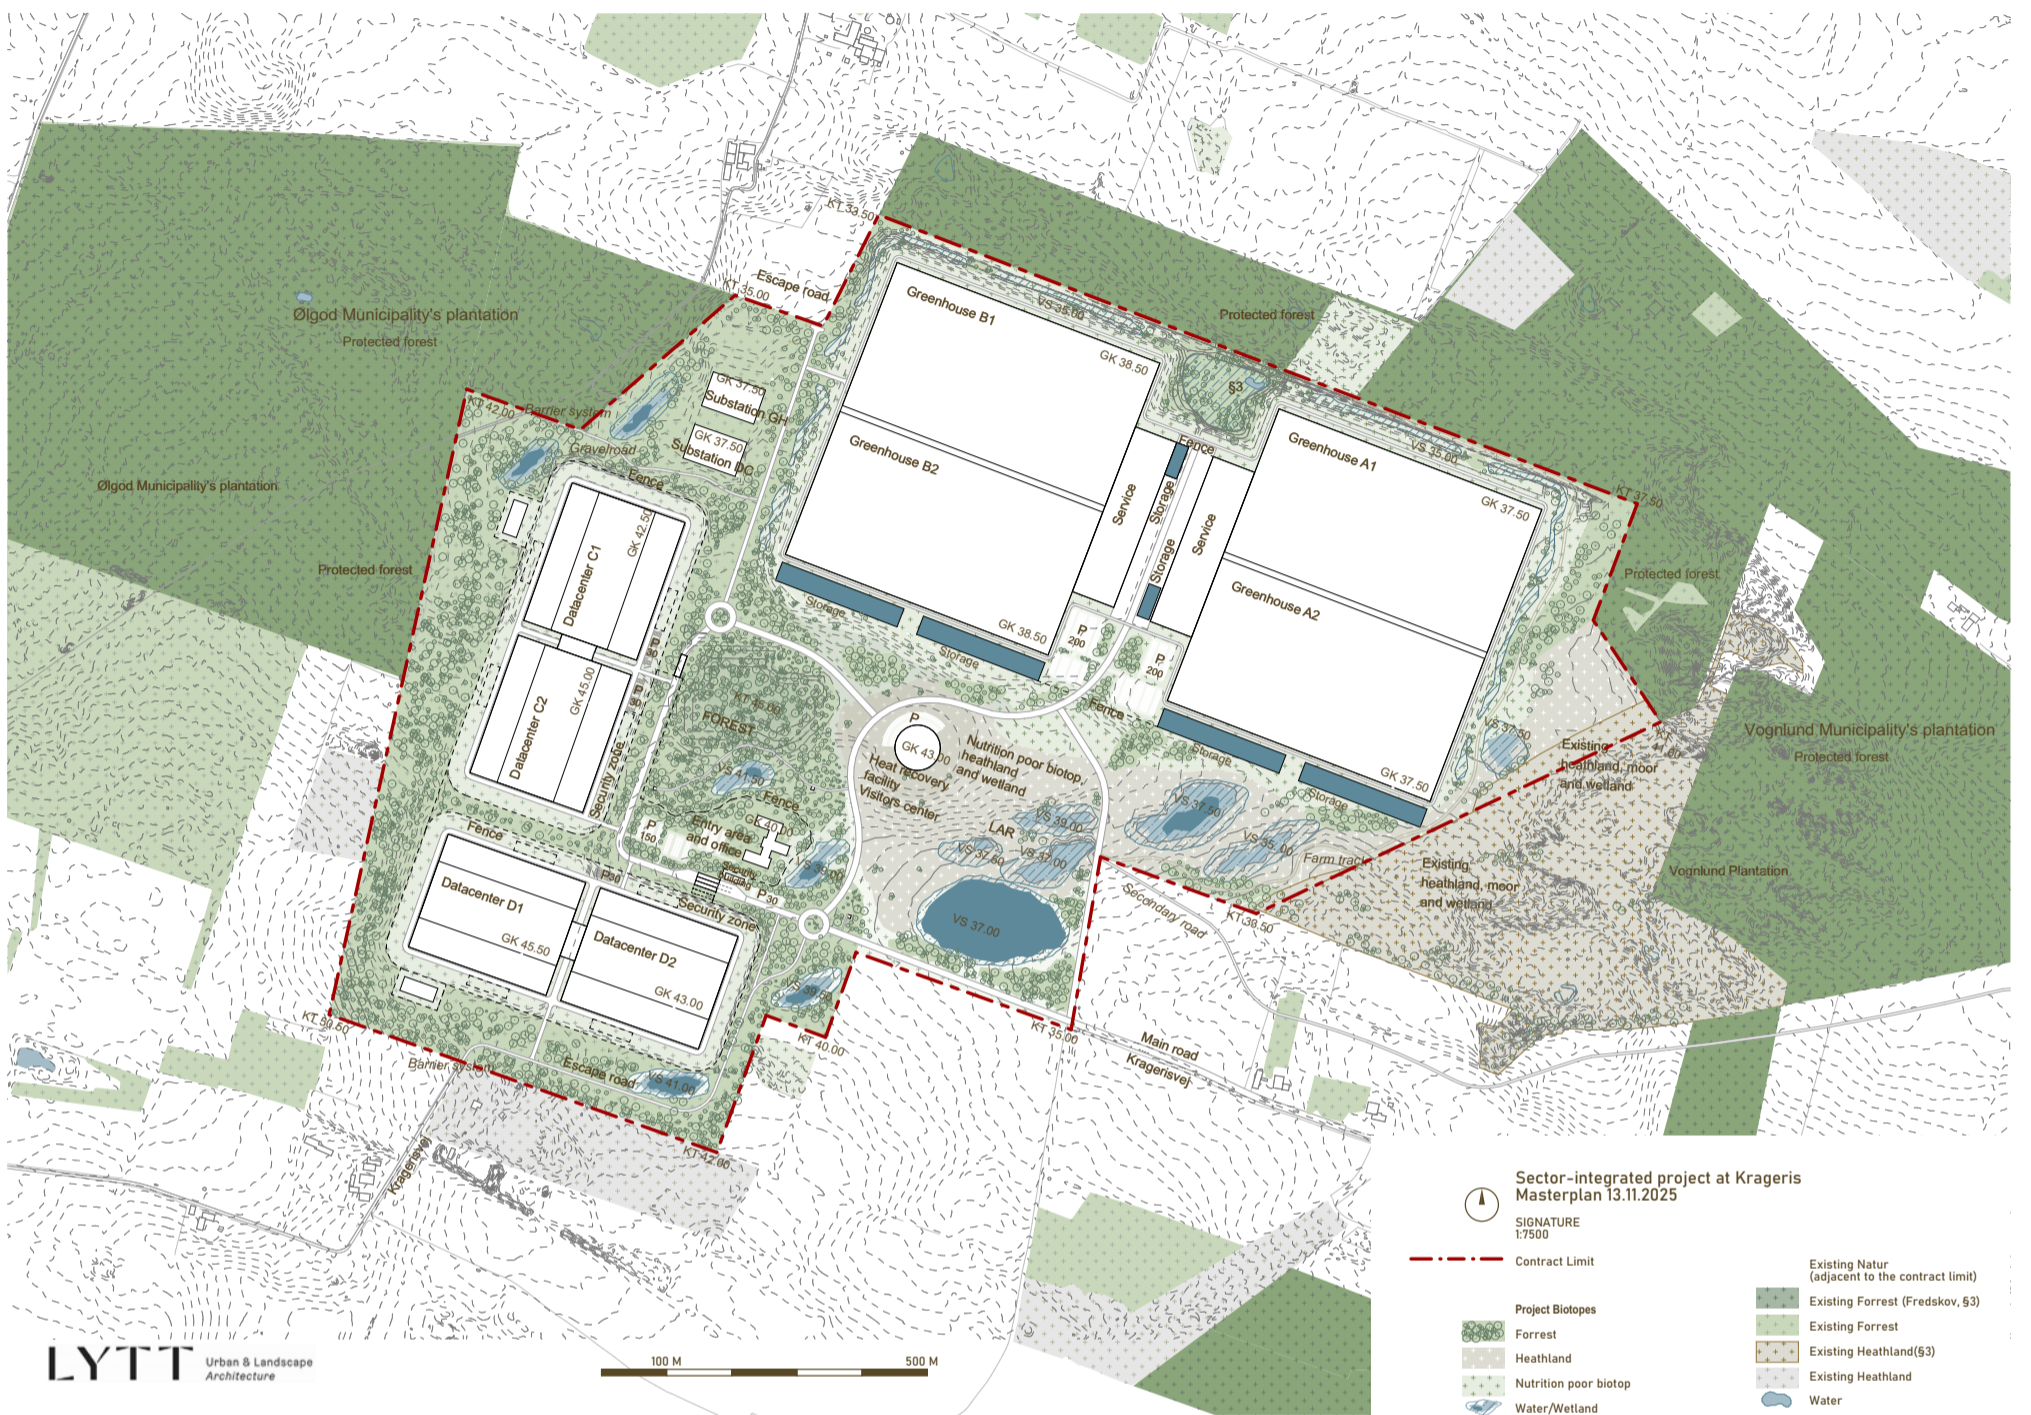 KT 33.50
Escape road
KT 35.00
Ølgod Municipality's plantation
Protected forest
Greenhouse B1
VS 35.00
Protected forest
GK 38.50
§3
GK 37.50
Substation GH
KT 42.00
Barrier system
GK 37.50
Substation DC
Gravelroad
Fence
Greenhouse B2
Fence
Greenhouse A1
VS 35.00
Ølgod Municipality's plantation
Service
Storage
Service
GK 37.50
KT 37.50
Datacenter C1
GK 42.50
Protected forest
Storage
Protected forest
Storage
Greenhouse A2
GK 38.50
P
200
Storage
P
200
P
30
P
30
GK 45.00
Datacenter C2
FOREST
Fence
P
GK 43.00
Heat recovery
facility
Visitors center
Nutrition poor biotop,
heathland
and wetland
Storage
VS 37.50
Vognlund Municipality's plantation
Protected forest
Existing
heathland, moor
and wetland
Security zone
VS 41.50
Fence
GK 37.50
Storage
VS 37.50
VS 39.00
LAR
VS 35.00
Fence
P
150
Entry area
and office
GK 40.00
Security
building
VS 39.00
VS 37.00
Farm track
Existing
heathland, moor
and wetland
Vognlund Plantation
Datacenter D1
P30
P 30
Security zone
Secondary road
KT 38.50
GK 45.50
Datacenter D2
VS 37.00
GK 43.00
KT 40.00
KT 35.00
Main road
Kragerisvej
Escape road
VS 41.00
KT 42.00
Kragerisvej
Sector-integrated project at Krageris
Masterplan 13.11.2025
SIGNATURE
1:7500
Contract Limit
Project Biotopes
Forrest
Heathland
Nutrition poor biotop
Water/Wetland
Existing Natur
(adjacent to the contract limit)
Existing Forrest (Fredskov, §3)
Existing Forrest
Existing Heathland(§3)
Existing Heathland
Water
LYTT
Urban & Landscape
Architecture
100 M
500 M